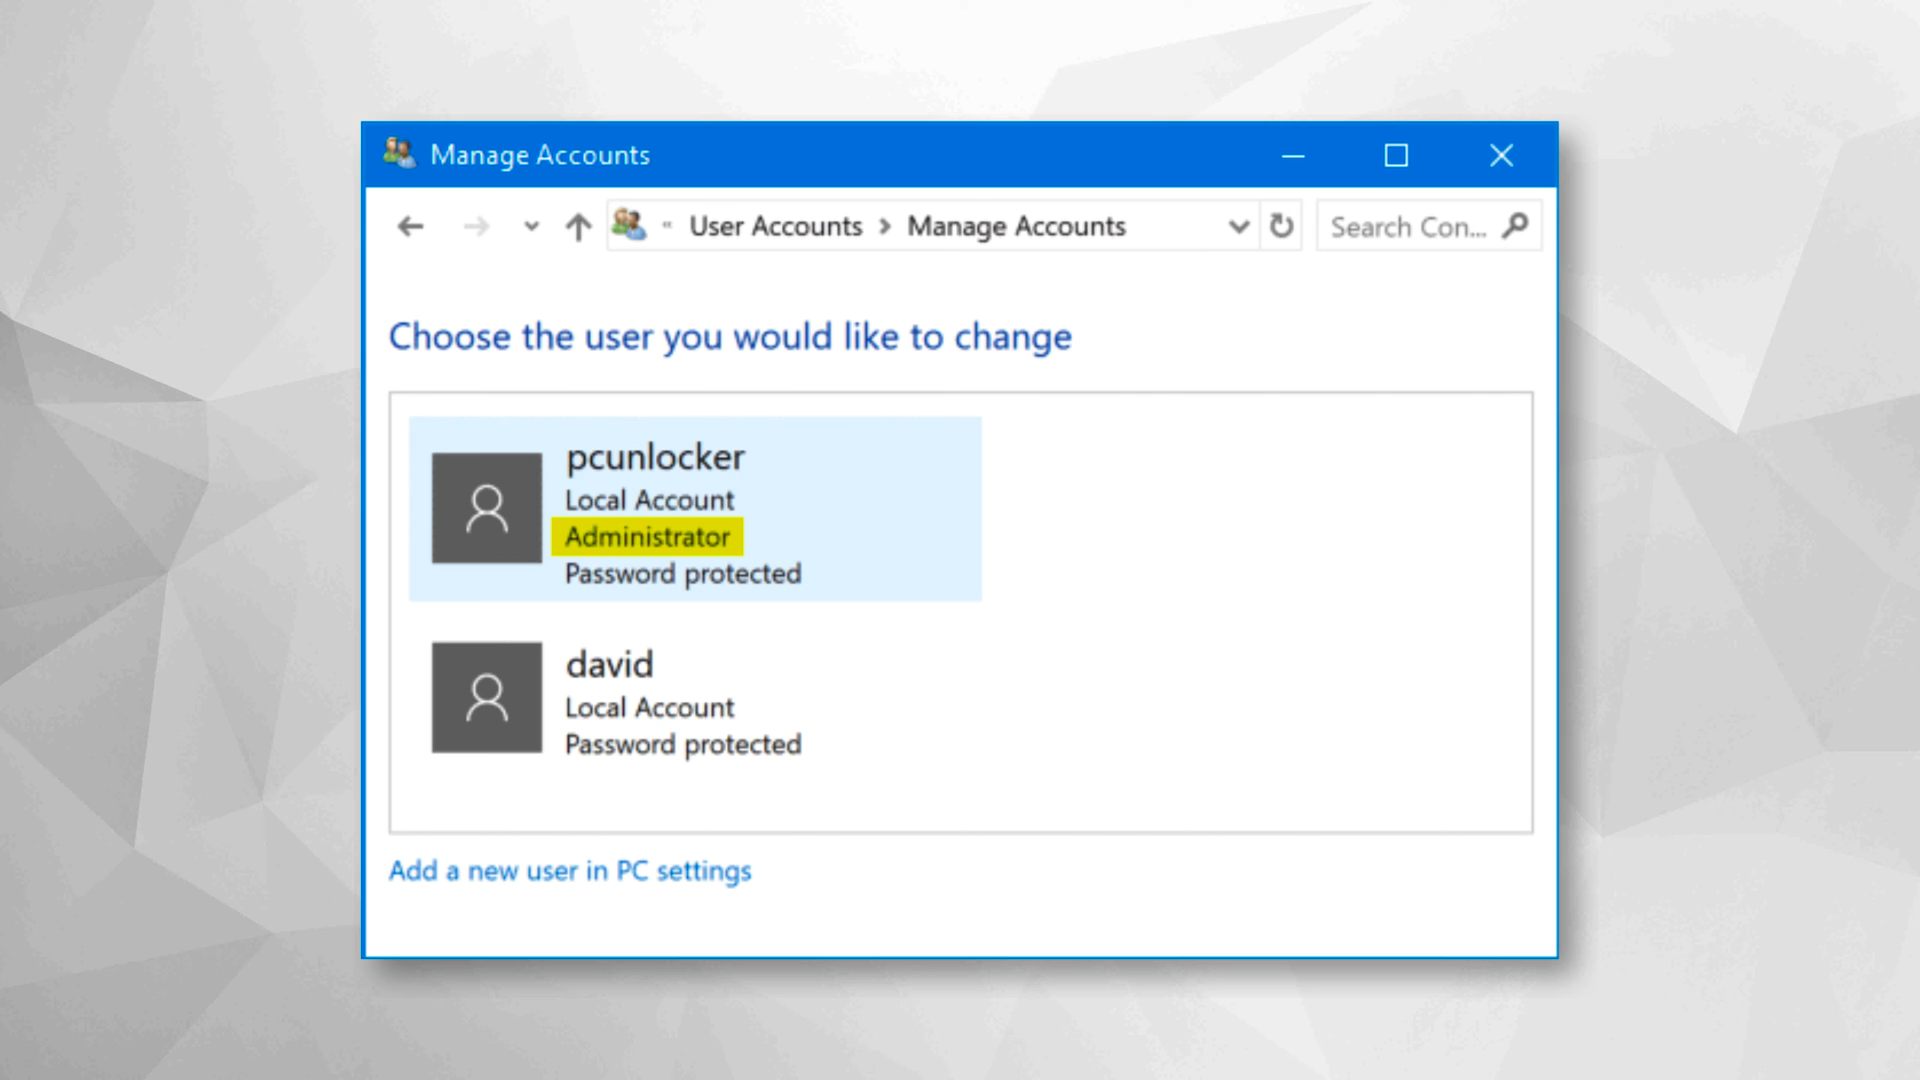 Manage Accounts
« User Accounts > Manage Accounts
Search Con...
Choose the user you would like to change
pcunlocker
Local Account
Administrator
Password protected
david
Local Account
Password protected
Add a new user in PC settings